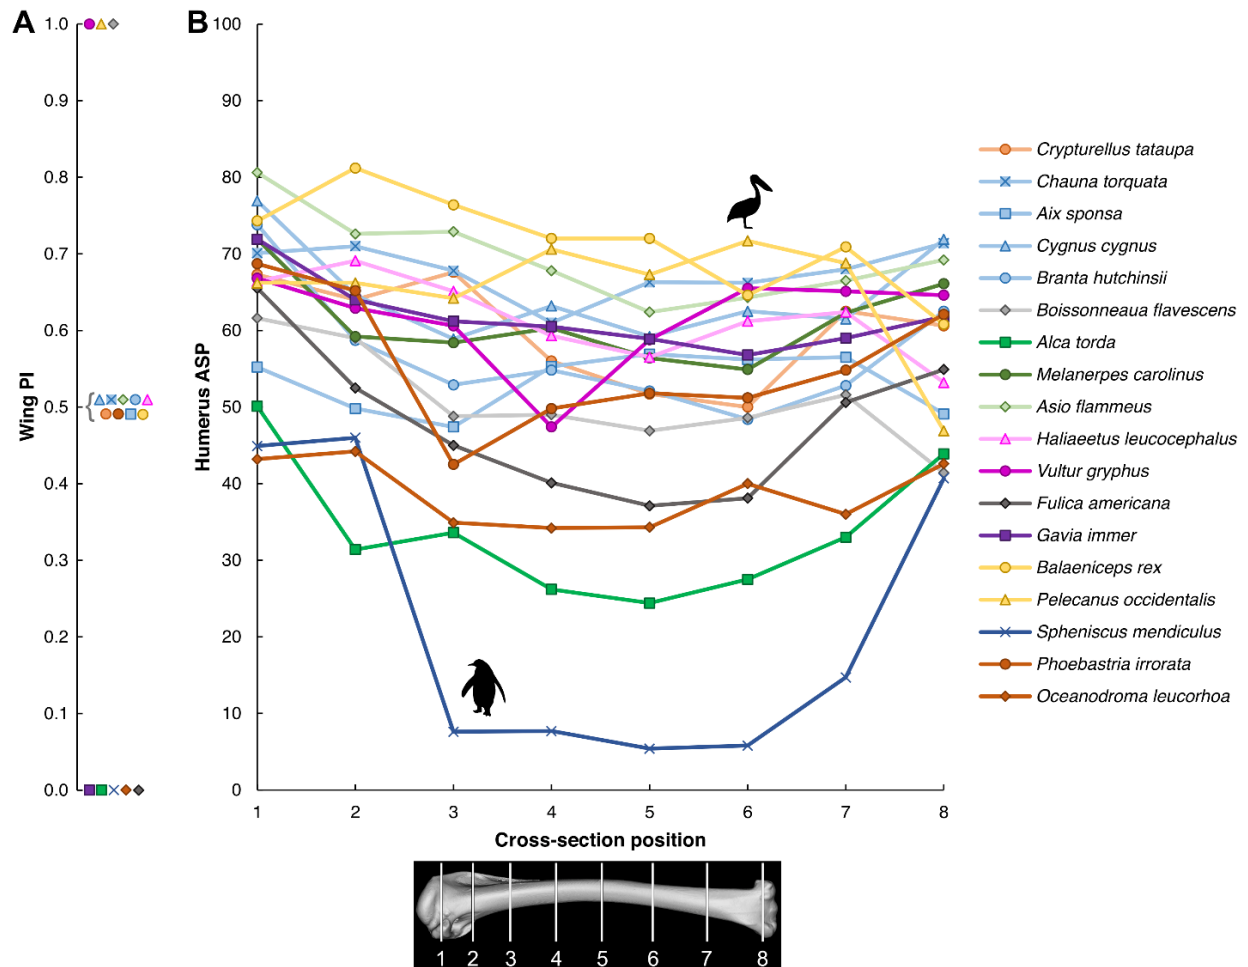 A
B
Wing PI
1.0
0.9
0.8
0.7
0.6
0.5
0.4
0.3
0.2
0.1
0.0
Humerus ASP
100
90
80
70
60
50
40
30
20
10
0
1 2 3 4 5 6 7 8
Cross-section position
Crypturellus tataupa
Chauna torquata
Aix sponsa
Cygnus cygnus
Branta hutchinsii
Boissonneaua flavescens
Alca torda
Melanerpes carolinus
Asio flammeus
Haliaeetus leucocephalus
Vultur gryphus
Fulica americana
Gavia immer
Balaeniceps rex
Pelecanus occidentalis
Spheniscus mendiculus
Phoebastria irrorata
Oceanodroma leucorhoa
1 2 3 4 5 6 7 8